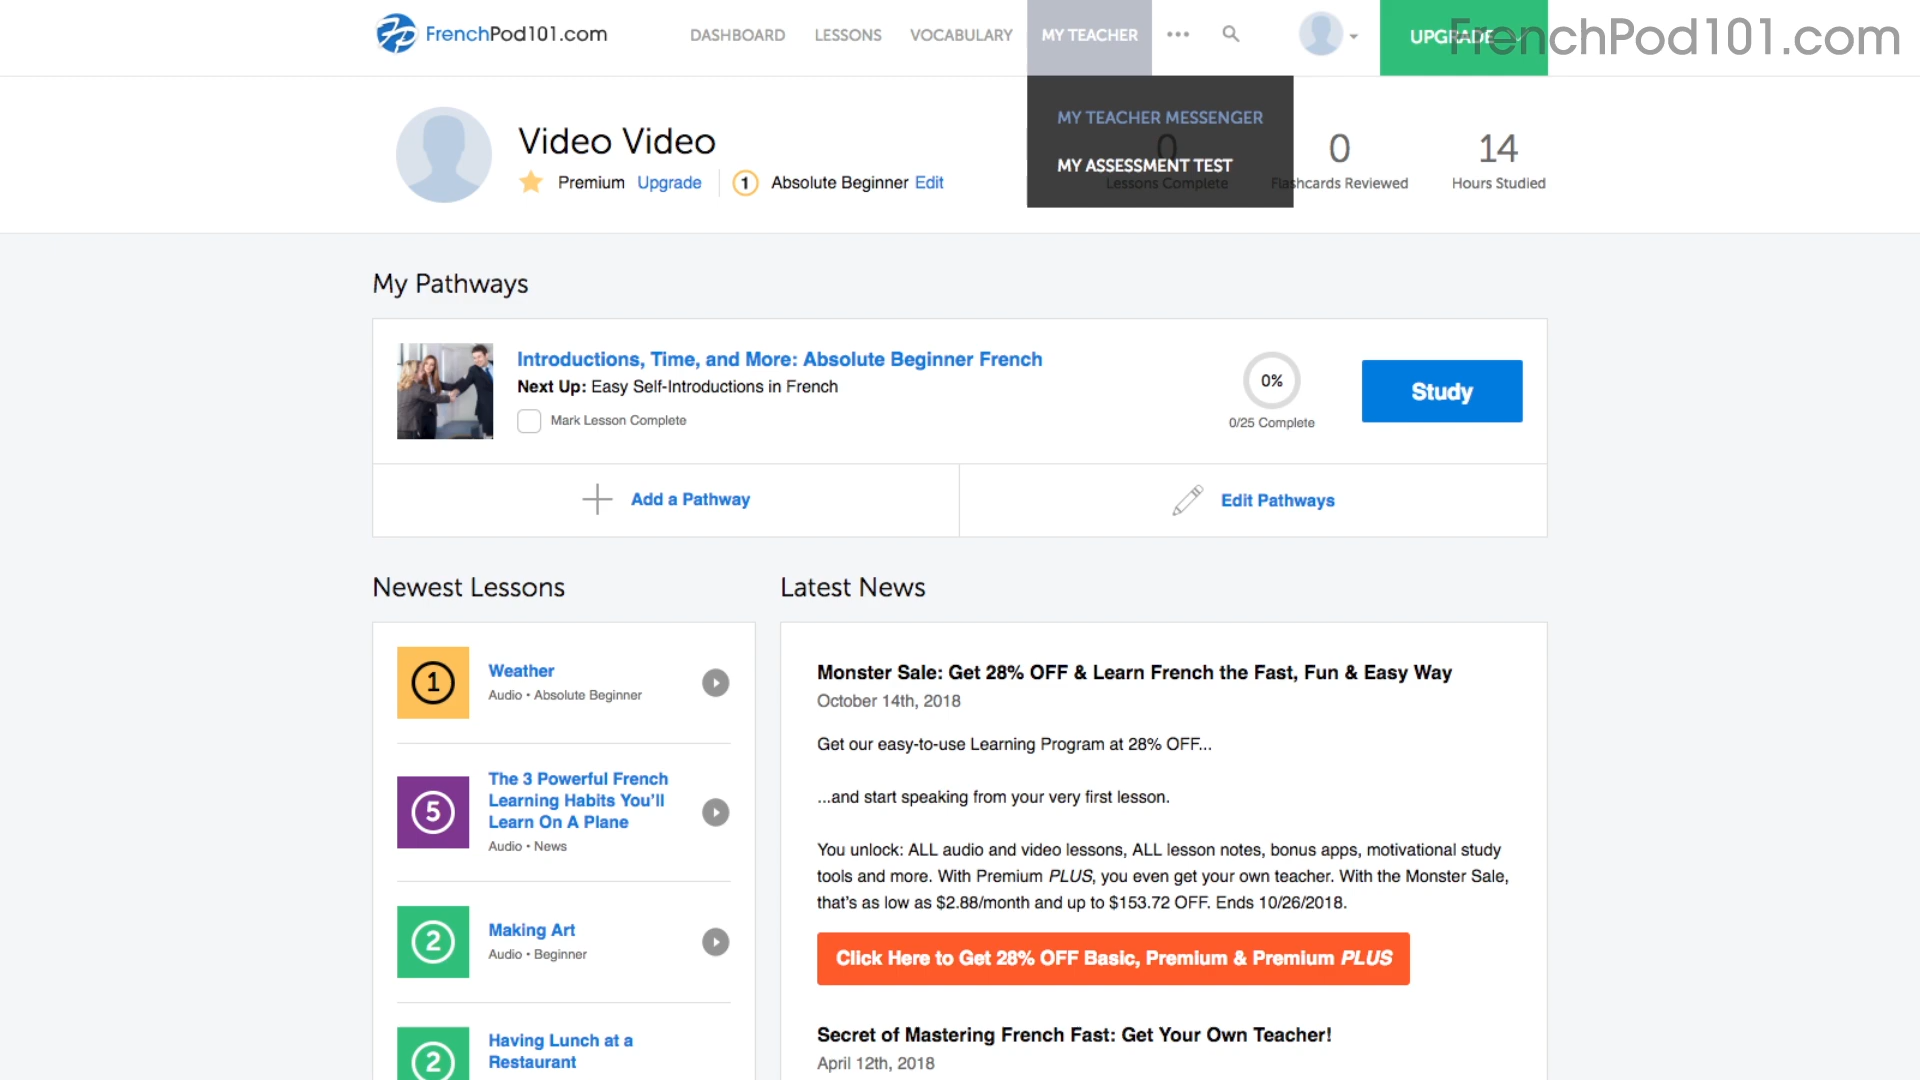 FrenchPod101.com
DASHBOARD
LESSONS
VOCABULARY
MY TEACHER
UPGRADE
FrenchPod101.com
MY TEACHER MESSENGER
MY ASSESSMENT TEST
Video Video
Premium Upgrade
1 Absolute Beginner Edit
0
Lessons Complete
0
Flashcards Reviewed
14
Hours Studied
My Pathways
Introductions, Time, and More: Absolute Beginner French
Next Up: Easy Self-Introductions in French
Mark Lesson Complete
0%
0/25 Complete
Study
Add a Pathway
Edit Pathways
Newest Lessons
1
Weather
Audio • Absolute Beginner
5
The 3 Powerful French
Learning Habits You'll
Learn On A Plane
Audio • News
2
Making Art
Audio • Beginner
2
Having Lunch at a
Restaurant
Latest News
Monster Sale: Get 28% OFF & Learn French the Fast, Fun & Easy Way
October 14th, 2018
Get our easy-to-use Learning Program at 28% OFF...
...and start speaking from your very first lesson.
You unlock: ALL audio and video lessons, ALL lesson notes, bonus apps, motivational study
tools and more. With Premium PLUS, you even get your own teacher. With the Monster Sale,
that's as low as $2.88/month and up to $153.72 OFF. Ends 10/26/2018.
Click Here to Get 28% OFF Basic, Premium & Premium PLUS
Secret of Mastering French Fast: Get Your Own Teacher!
April 12th, 2018